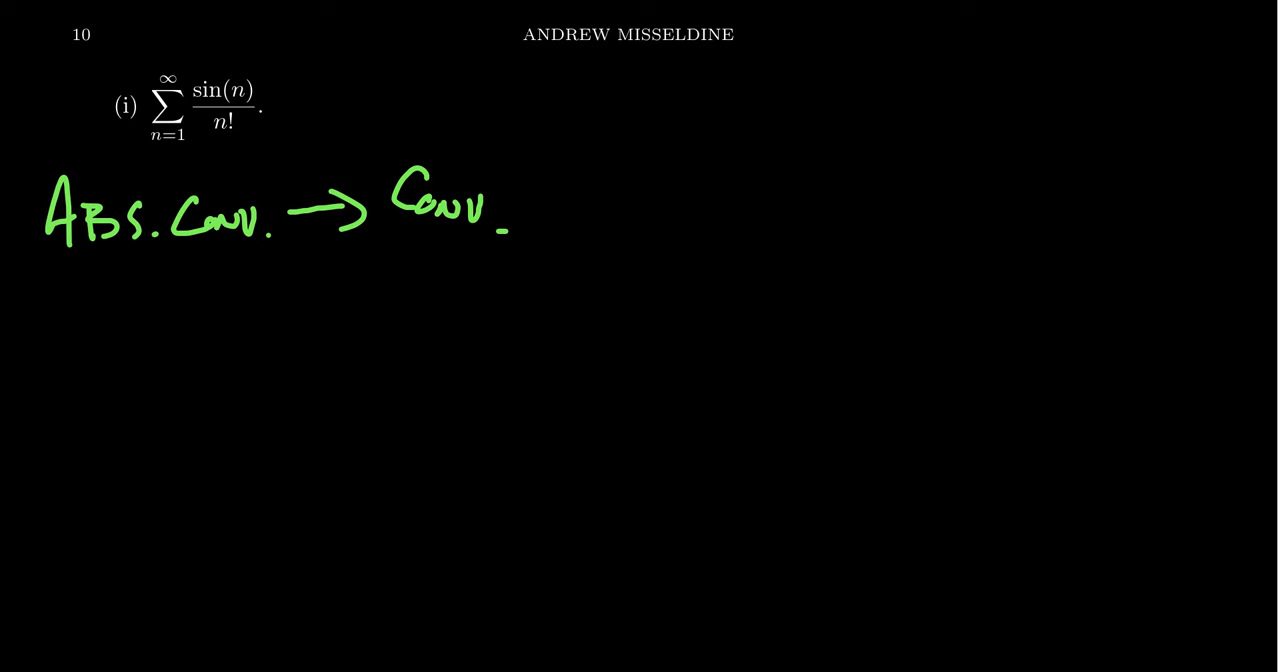 10 ANDREW MISSELDINE
(i) ∑_{n=1}^{∞} sin(n)/n!.
ABS. CONV. → CONV.